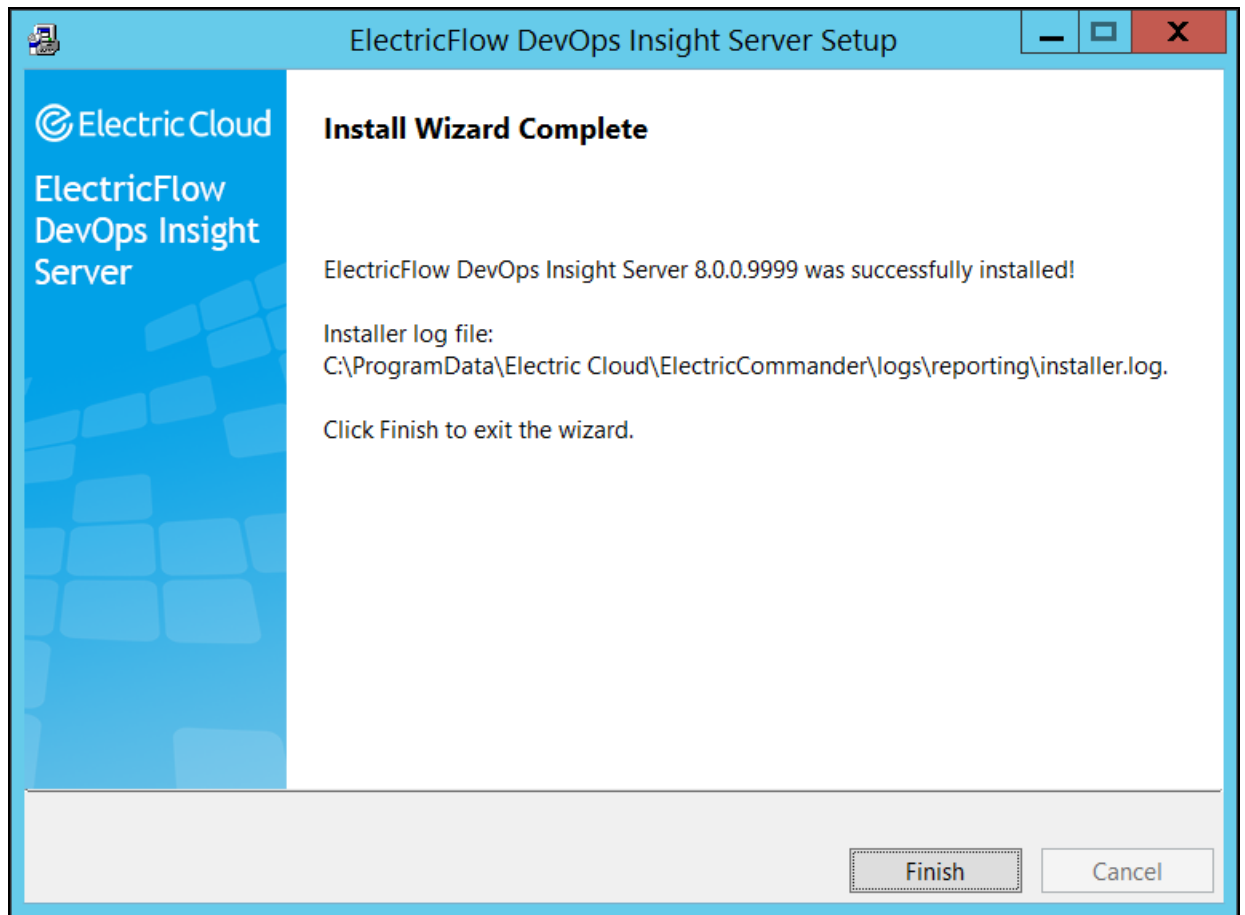 ElectricFlow DevOps Insight Server Setup
Electric Cloud
ElectricFlow
DevOps Insight
Server
Install Wizard Complete
ElectricFlow DevOps Insight Server 8.0.0.9999 was successfully installed!
Installer log file:
C:\ProgramData\Electric Cloud\ElectricCommander\logs\reporting\installer.log.
Click Finish to exit the wizard.
Finish
Cancel